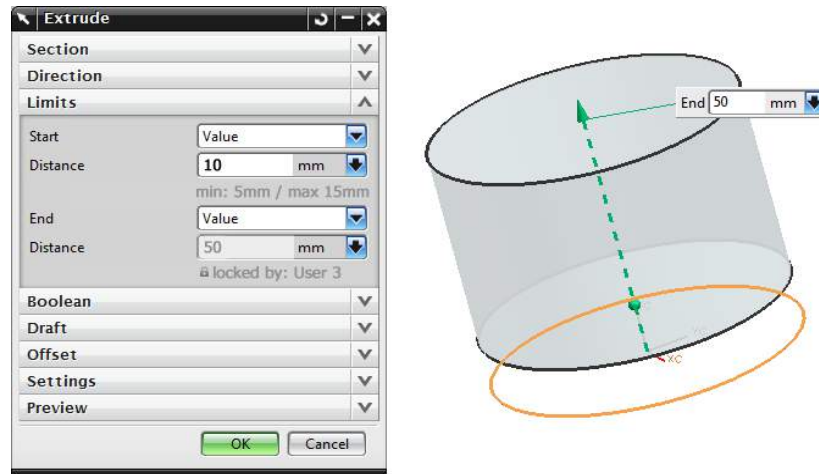 Extrude
Section
Direction
Limits
Start Value
Distance 10 mm
min: 5mm / max 15mm
End Value
Distance 50 mm
locked by: User 3
Boolean
Draft
Offset
Settings
Preview
OK Cancel
End 50 mm
XC